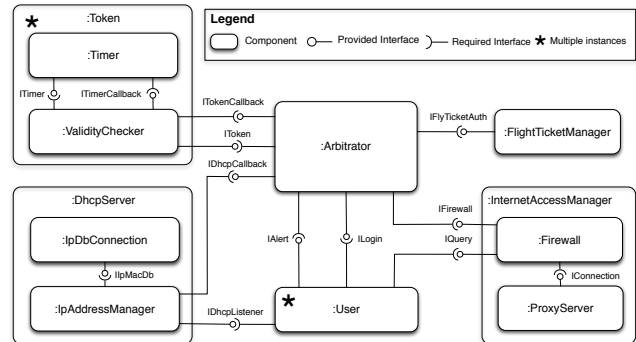 :Token
:Timer
ITimer
ITimerCallback
:ValidityChecker
Legend
Component
Provided Interface
Required Interface
* Multiple instances
*
ITokenCallback
IToken
IDhcpCallback
:Arbitrator
IFlyTicketAuth
:FlightTicketManager
:DhcpServer
:IpDbConnection
IIpMacDb
:IpAddressManager
IDhcpListener
IAlert
ILogin
*
:User
IFirewall
IQuery
:InternetAccessManager
:Firewall
IConnection
:ProxyServer